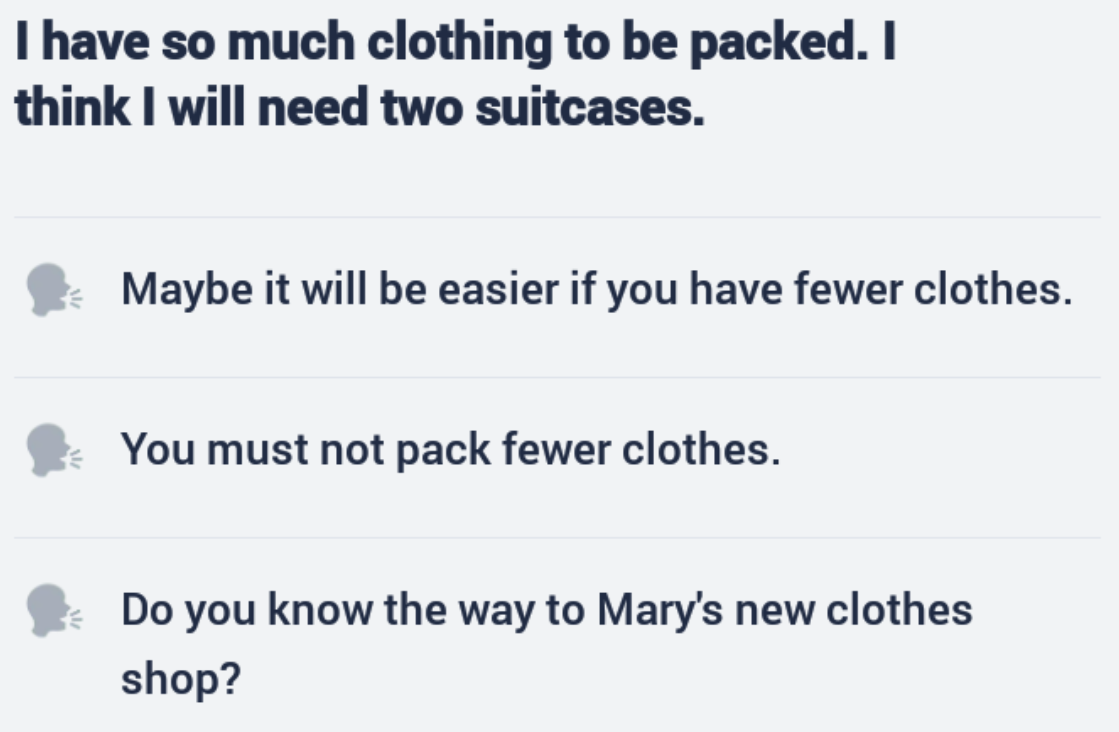 I have so much clothing to be packed. I
think I will need two suitcases.
Maybe it will be easier if you have fewer clothes.
You must not pack fewer clothes.
Do you know the way to Mary's new clothes
shop?